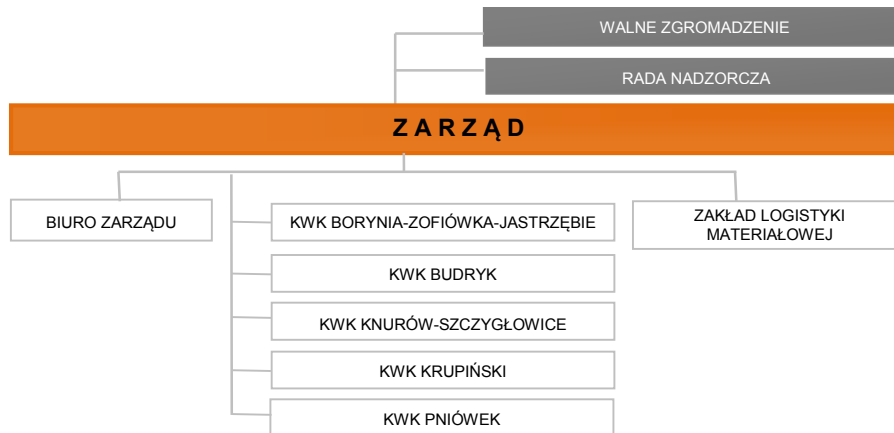 WALNE ZGROMADZENIE
RADA NADZORCZA
ZARZĄD
BIURO ZARZĄDU
KWK BORYNIA-ZOFIÓWKA-JASTRZĘBIE
ZAKŁAD LOGISTYKI
MATERIAŁOWEJ
KWK BUDRYK
KWK KNURÓW-SZCZYGŁOWICE
KWK KRUPIŃSKI
KWK PNIÓWEK